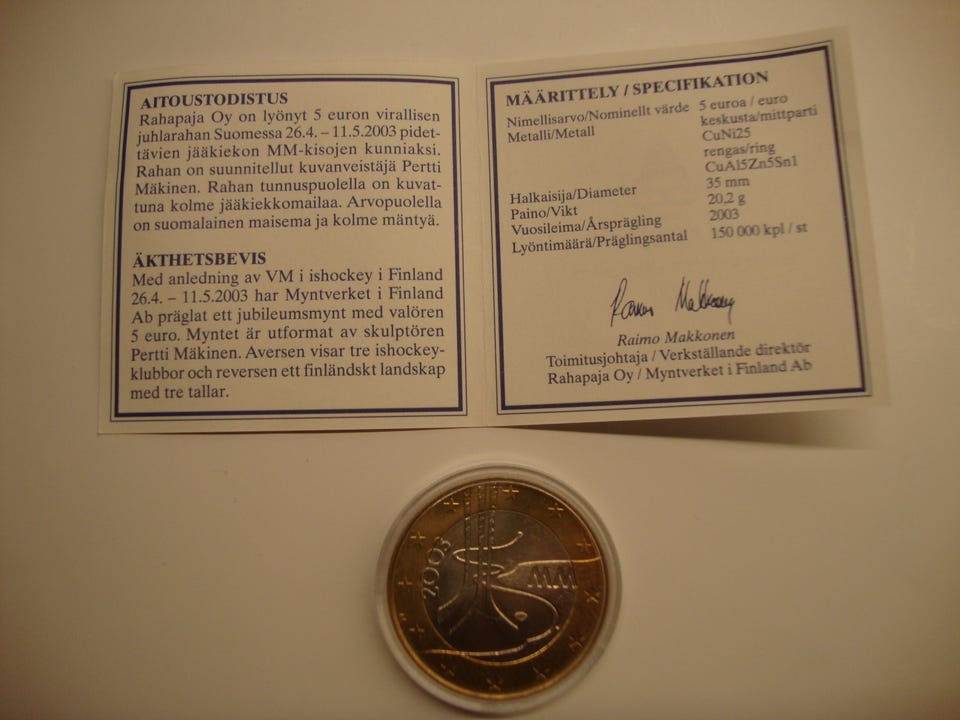 AITOUSTODISTUS
Rahapaja Oy on lyönyt 5 euron virallisen
juhlarahan Suomessa 26.4. – 11.5.2003 pidet-
tävien jääkiekon MM-kisojen kunniaksi.
Rahan on suunnitellut kuvanveistäjä Pertti
Mäkinen. Rahan tunnuspuolella on kuvat-
tuna kolme jääkiekkomailaa. Arvopuolella
on suomalainen maisema ja kolme mäntyä.
ÄKTHETSBEVIS
Med anledning av VM i ishockey i Finland
26.4. – 11.5.2003 har Myntverket i Finland
Ab präglat ett jubileumsmynt med valören
5 euro. Myntet är utformat av skulptören
Pertti Mäkinen. Aversen visar tre ishockey-
klubbor och reversen ett finländskt landskap
med tre tallar.
MÄÄRITTELY / SPECIFIKATION
Nimellisarvo/Nominellt värde 5 euroa / euro
Metalli/Metall keskusta/mittparti
CuNi25
rengas/ring
CuAl5Zn5Sn1
Halkaisija/Diameter 35 mm
Paino/Vikt 20,2 g
Vuosileima/Årsprägling 2003
Lyöntimäärä/Präglingsantal 150 000 kpl / st
Raimo Makkonen
Raimo Makkonen
Toimitusjohtaja / Verkställande direktör
Rahapaja Oy / Myntverket i Finland Ab
2003
MM